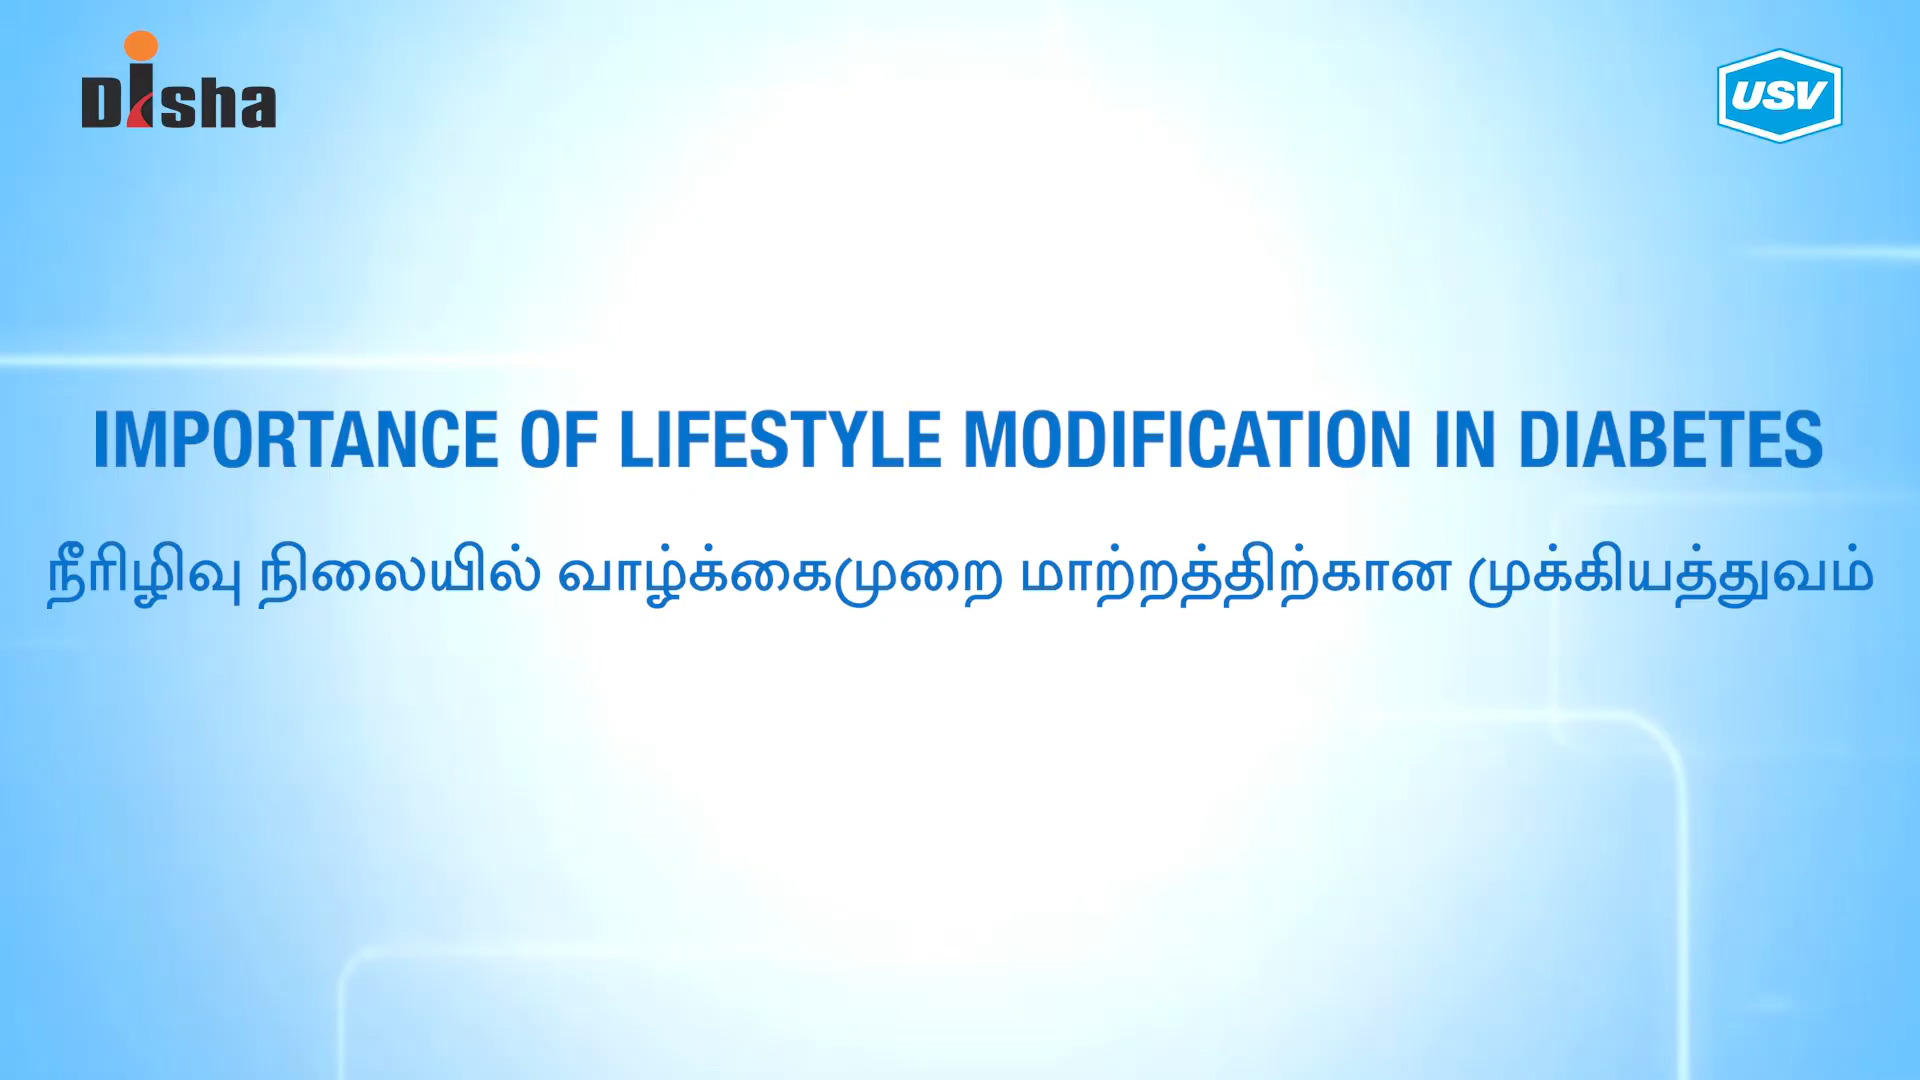 Disha
USV
IMPORTANCE OF LIFESTYLE MODIFICATION IN DIABETES
நீரிழிவு நிலையில் வாழ்க்கைமுறை மாற்றத்திற்கான முக்கியத்துவம்